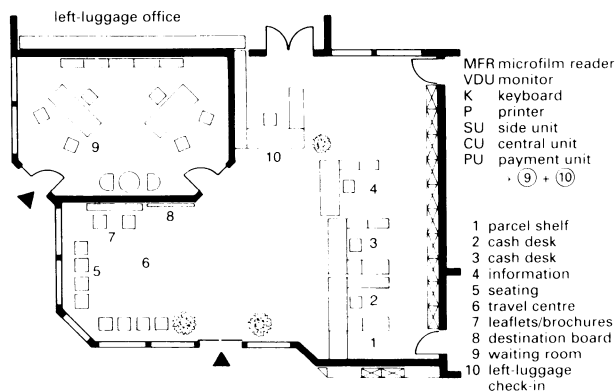 left-luggage office
MFR microfilm reader
VDU monitor
K keyboard
P printer
SU side unit
CU central unit
PU payment unit
› 9 + 10
1 parcel shelf
2 cash desk
3 cash desk
4 information
5 seating
6 travel centre
7 leaflets/brochures
8 destination board
9 waiting room
10 left-luggage
check-in
9
10
4
8
7
3
5
6
2
1